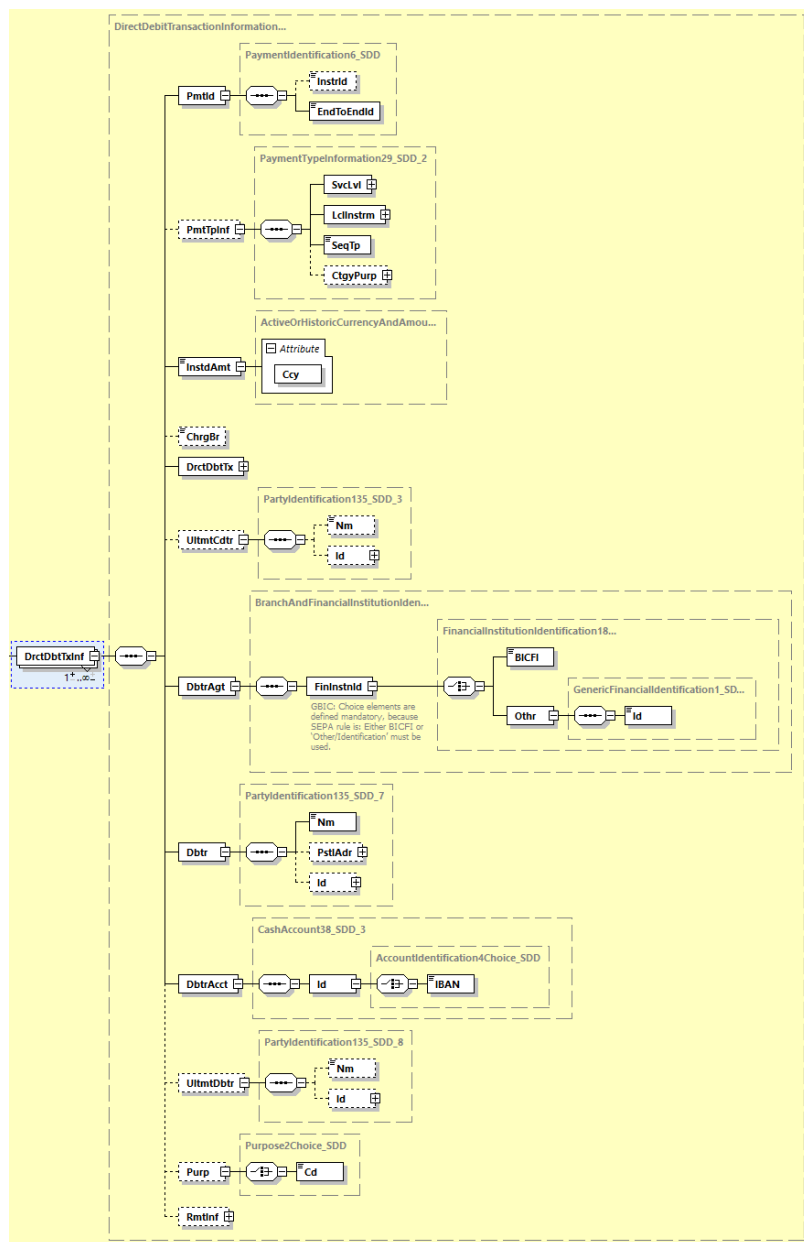 DirectDebitTransactionInformation...
PaymentIdentification6_SDD
InstrId
PmtId
EndToEndId
PaymentTypeInformation29_SDD_2
SvcLvl
LclInstrm
PmtTpInf
SeqTp
CtgyPurp
ActiveOrHistoricCurrencyAndAmou...
Attribute
InstdAmt
Ccy
ChrgBr
DrctDbtTx
PartyIdentification135_SDD_3
Nm
UltmtCdtr
Id
BranchAndFinancialInstitutionIden...
FinancialInstitutionIdentification18...
DrctDbtTxInf
BICFI
1+..∞
DbtrAgt
FinInstnId
GenericFinancialIdentification1_SD...
GBIC: Choice elements are
defined mandatory, because
SEPA rule is: Either BICFI or
'Other/Identification' must be
used.
Othr
Id
PartyIdentification135_SDD_7
Nm
Dbtr
PstlAdr
Id
CashAccount38_SDD_3
AccountIdentification4Choice_SDD
DbtrAcct
Id
IBAN
PartyIdentification135_SDD_8
Nm
UltmtDbtr
Id
Purpose2Choice_SDD
Purp
Cd
RmtInf